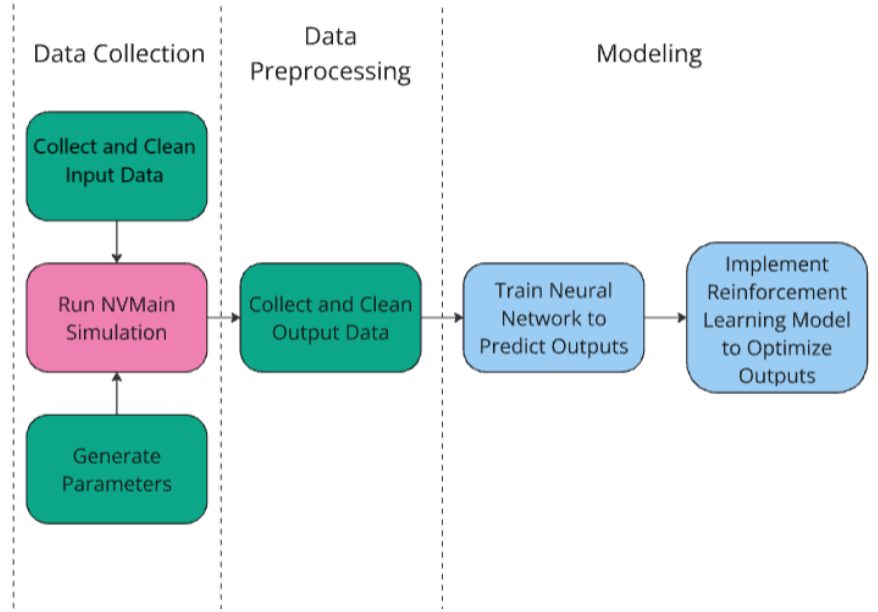 Data Collection
Data
Preprocessing
Modeling
Collect and Clean
Input Data
Run NVMain
Simulation
Generate
Parameters
Collect and Clean
Output Data
Train Neural
Network to
Predict Outputs
Implement
Reinforcement
Learning Model
to Optimize
Outputs